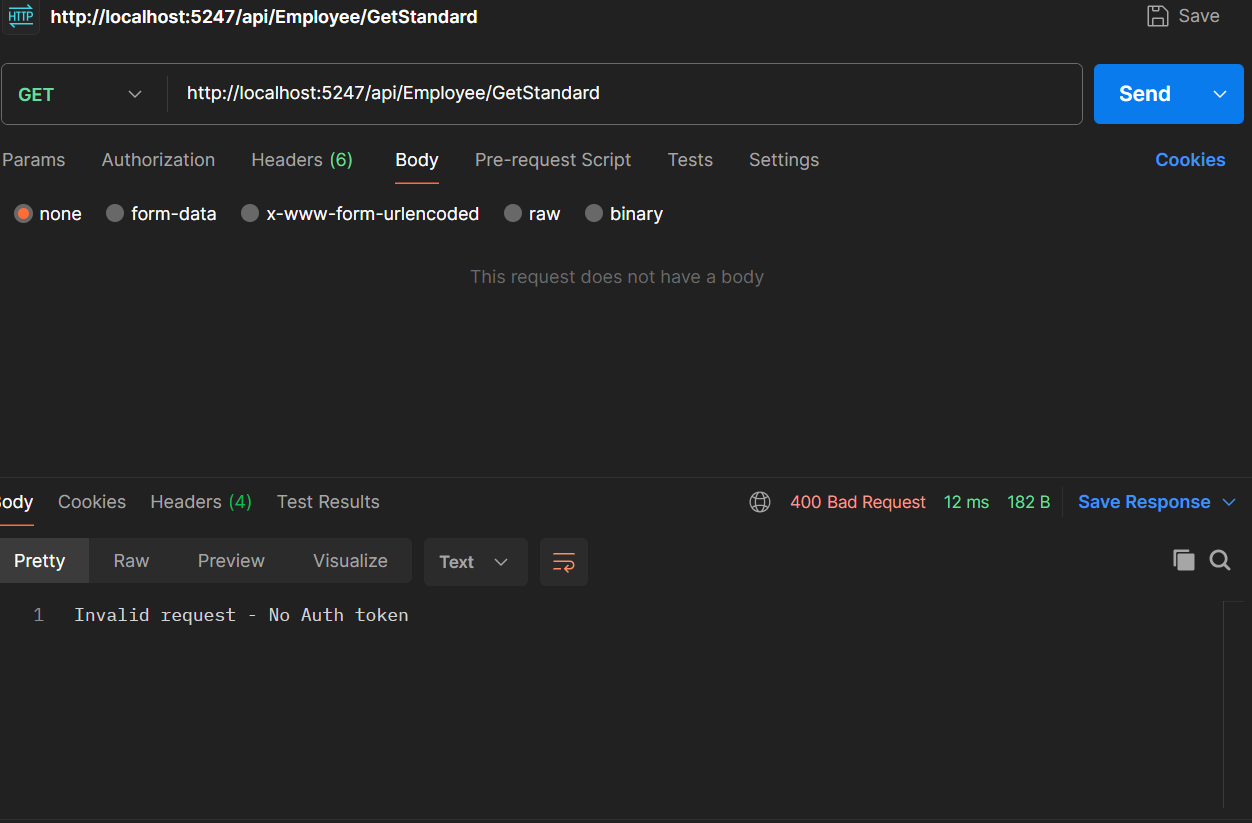 HTTP http://localhost:5247/api/Employee/GetStandard Save
GET http://localhost:5247/api/Employee/GetStandard Send
Params Authorization Headers (6) Body Pre-request Script Tests Settings Cookies
none form-data x-www-form-urlencoded raw binary
This request does not have a body
ody Cookies Headers (4) Test Results 400 Bad Request 12 ms 182 B Save Response
Pretty Raw Preview Visualize Text
1 Invalid request - No Auth token